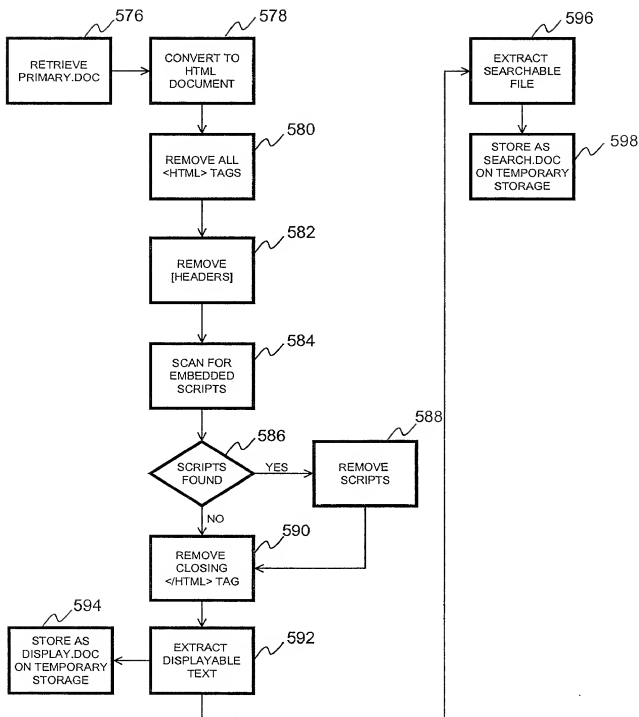 576
RETRIEVE
PRIMARY.DOC
578
CONVERT TO
HTML
DOCUMENT
580
REMOVE ALL
<HTML> TAGS
582
REMOVE
[HEADERS]
584
SCAN FOR
EMBEDDED
SCRIPTS
586
SCRIPTS
FOUND
YES
NO
588
REMOVE
SCRIPTS
590
REMOVE
CLOSING
</HTML> TAG
592
EXTRACT
DISPLAYABLE
TEXT
594
STORE AS
DISPLAY.DOC
ON TEMPORARY
STORAGE
596
EXTRACT
SEARCHABLE
FILE
598
STORE AS
SEARCH.DOC
ON TEMPORARY
STORAGE